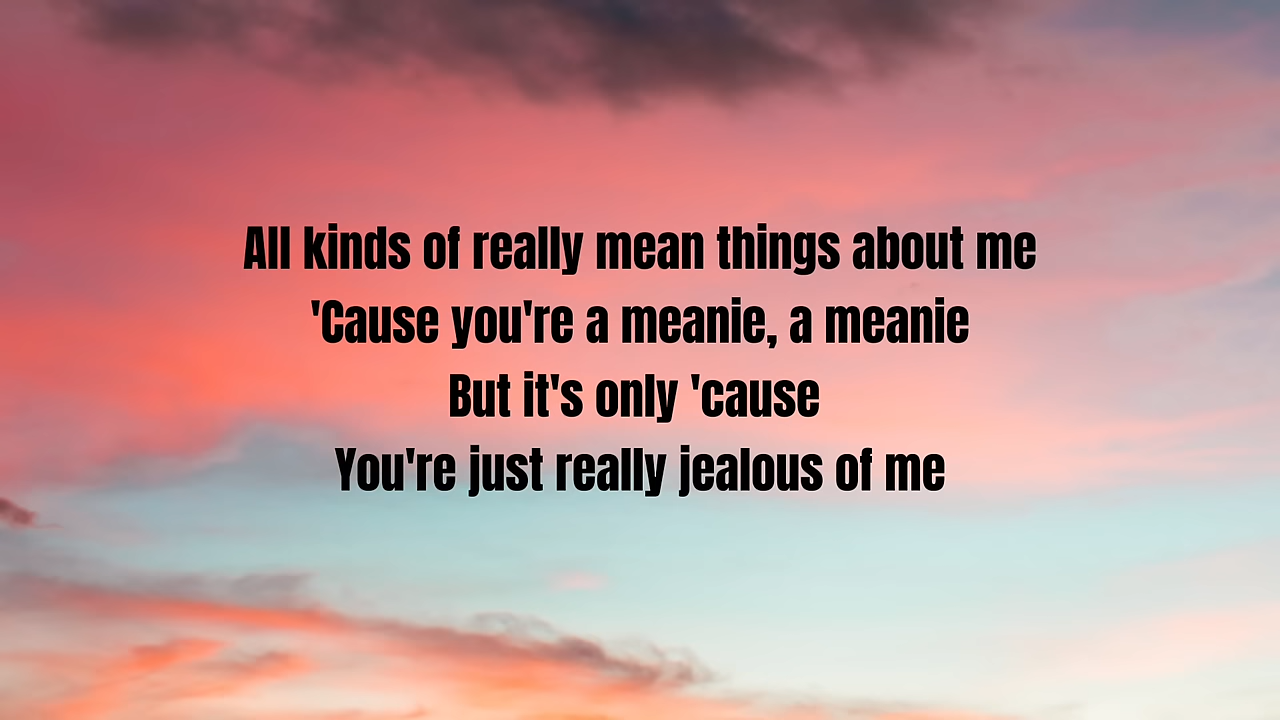 All kinds of really mean things about me
'Cause you're a meanie, a meanie
But it's only 'cause
You're just really jealous of me